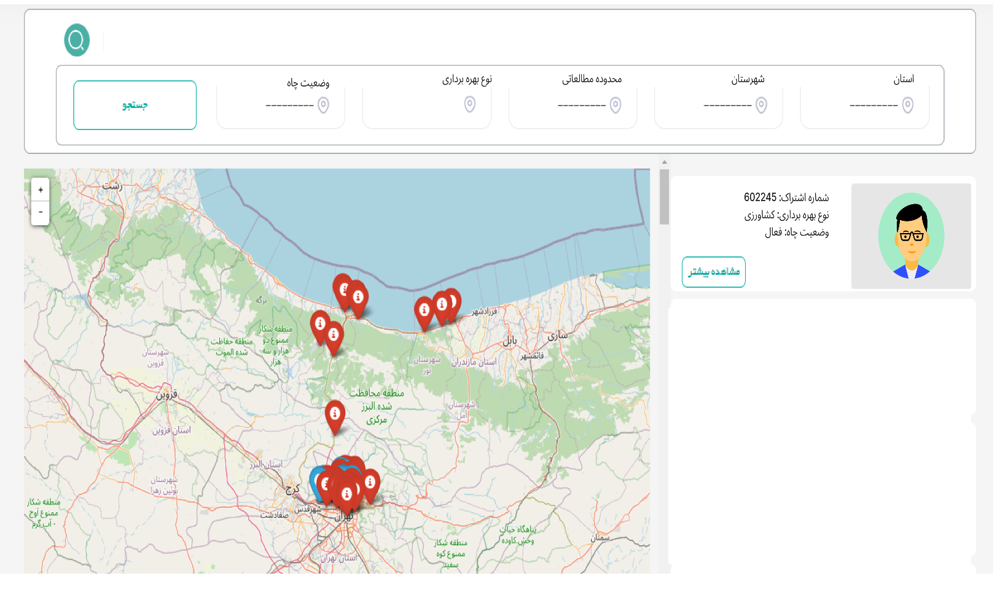 استان
شهرستان
محدوده مطالعاتی
نوع بهره برداری
وضعیت چاه
---------
---------
---------
---------
جستجو
شماره اشتراک: 602245
نوع بهره برداری: کشاورزی
وضعیت چاه: فعال
مشاهده بیشتر
+
-
رشت
برگه
منطقه شکار
ممنوع دو
هزار و سه
هزار
منطقه حفاظت
شده الموت
شهرستان
قزوین
قزوین
استان قزوین
شهرستان
بوئین زهرا
منطقه شکار
ممنوع آوج
- آب گرم
استان البرز
کرج
شهرقدس
صفادشت
تهران
استان تهران
منطقه محافظت
شده البرز
مرکزی
شهرستان
نور
استان مازندران
شهرستان
آمل
فریزادشهر
بابل
ساری
قائمشهر
پناهگاه حیات
وحش کاوده
منطقه شکار
ممنوع کوه
سفید
سمنان